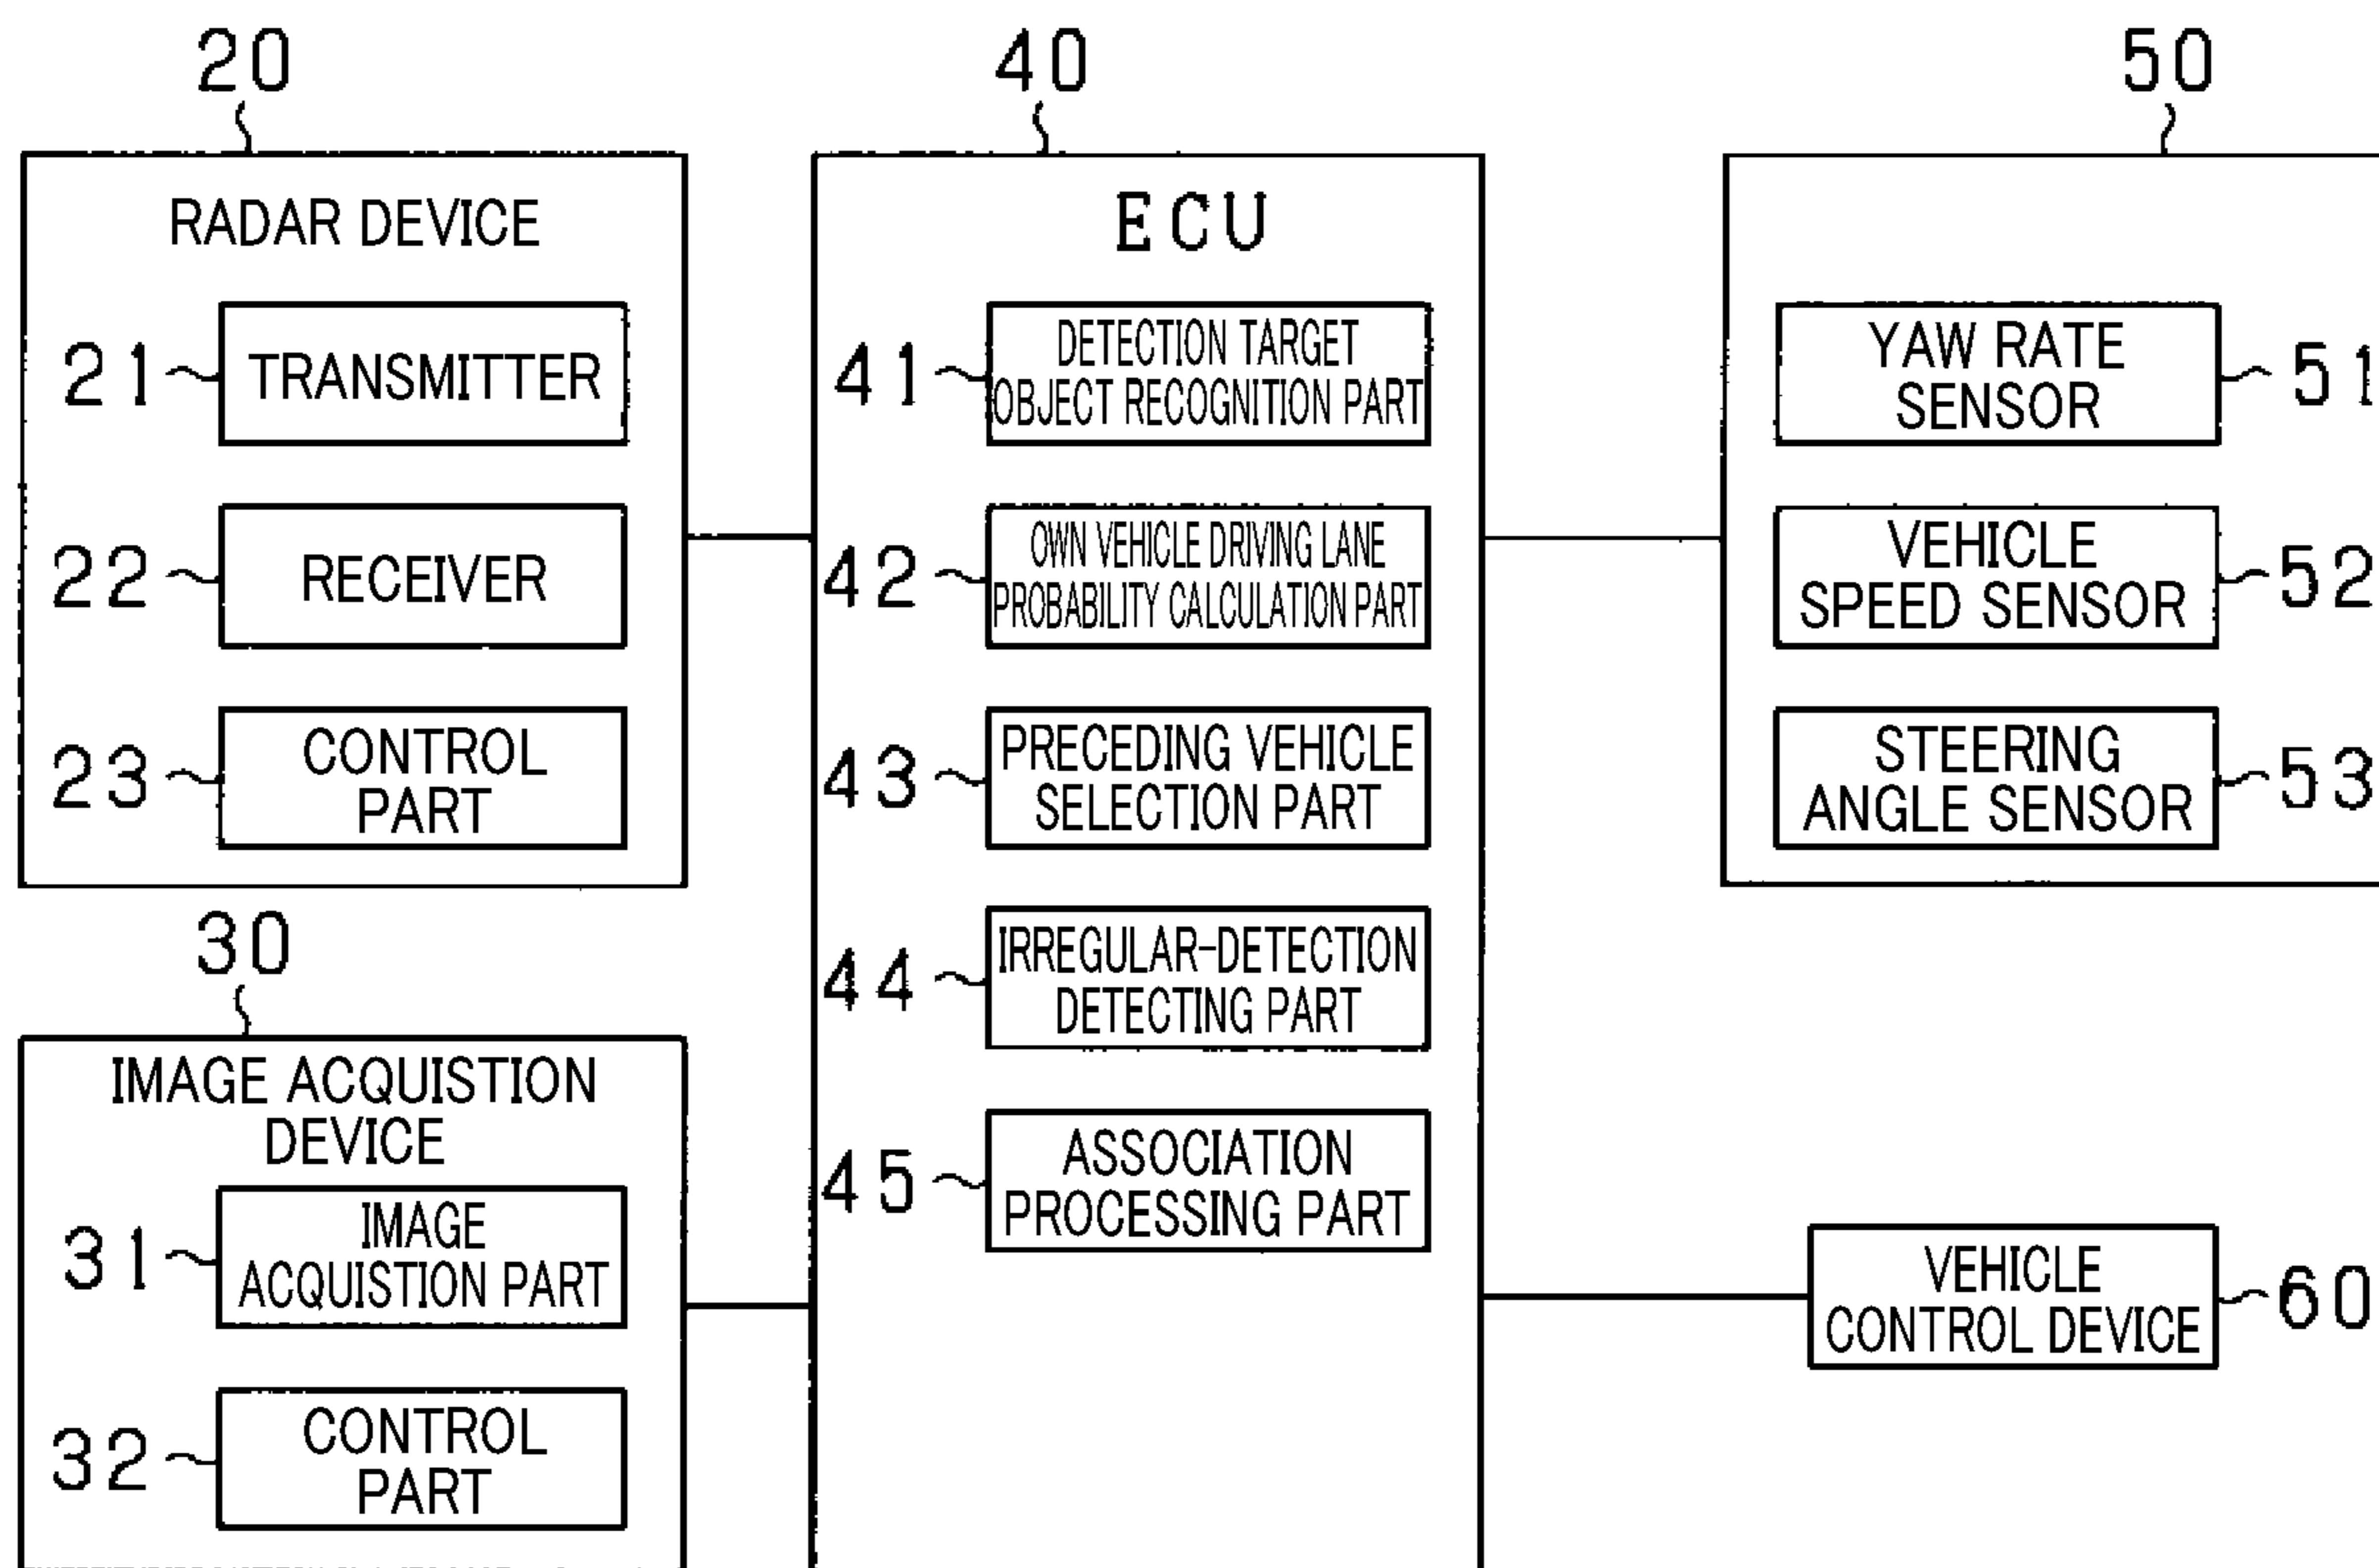 20
RADAR DEVICE
21
TRANSMITTER
22
RECEIVER
23
CONTROL
PART
30
IMAGE ACQUISTION
DEVICE
31
IMAGE
ACQUISTION PART
32
CONTROL
PART
40
ECU
41
DETECTION TARGET
OBJECT RECOGNITION PART
42
OWN VEHICLE DRIVING LANE
PROBABILITY CALCULATION PART
43
PRECEDING VEHICLE
SELECTION PART
44
IRREGULAR-DETECTION
DETECTING PART
45
ASSOCIATION
PROCESSING PART
50
YAW RATE
SENSOR
51
VEHICLE
SPEED SENSOR
52
STEERING
ANGLE SENSOR
53
VEHICLE
CONTROL DEVICE
60